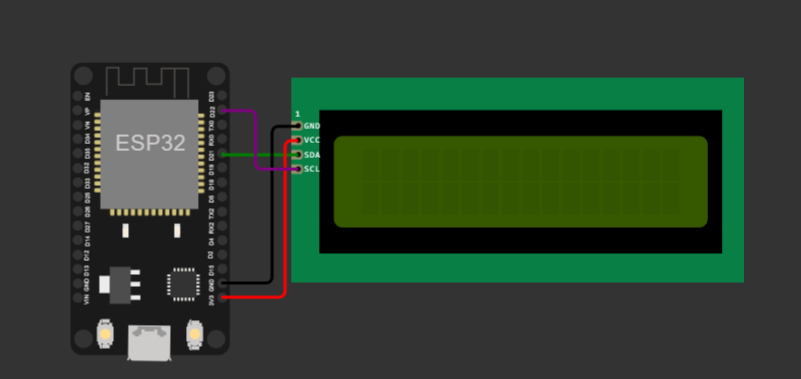 ESP32
EN
VP
VN
D34
D35
D32
D33
D25
D26
D27
D14
D12
D13
GND
VIN
D23
D22
TX0
RX0
D21
D19
D18
D5
TX2
RX2
D4
D2
D15
GND
3V3
1
GND
VCC
SDA
SCL